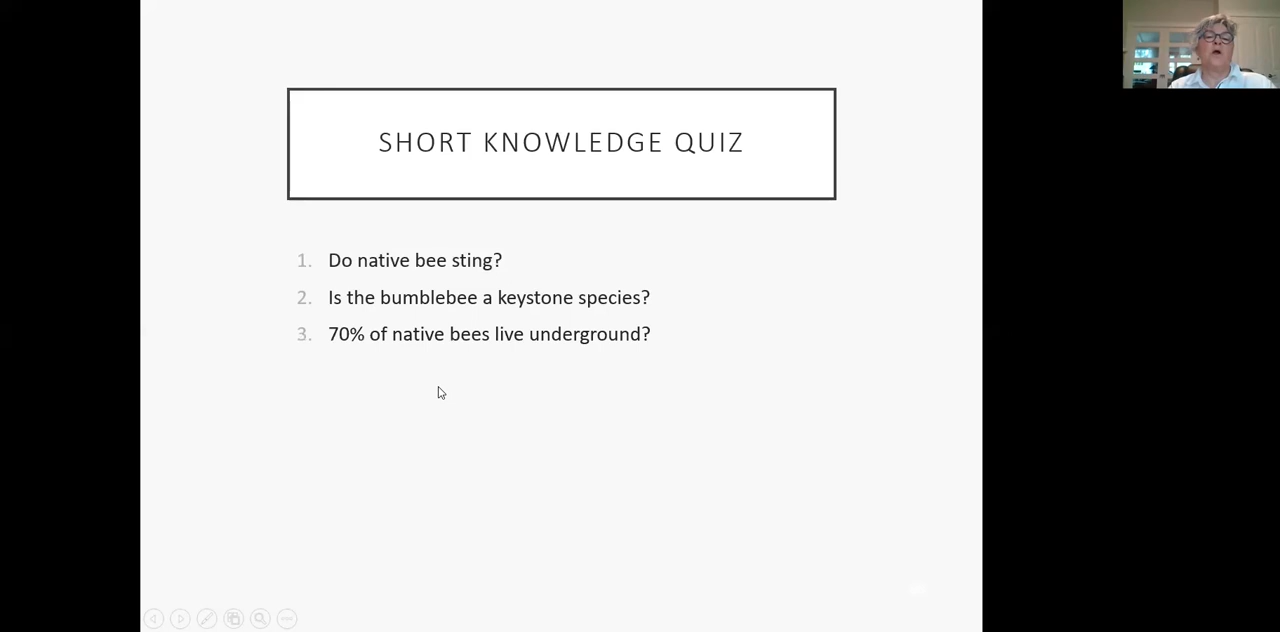 SHORT KNOWLEDGE QUIZ
1. Do native bee sting?
2. Is the bumblebee a keystone species?
3. 70% of native bees live underground?